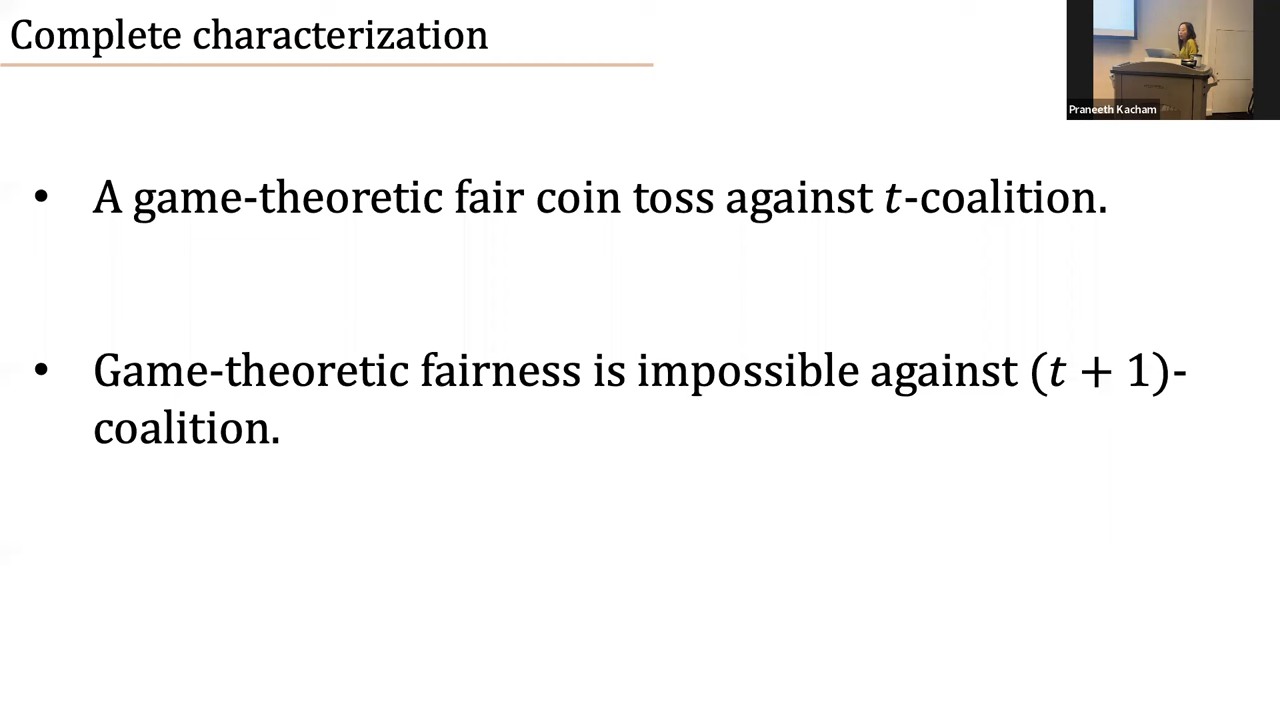 Complete characterization
Praneeth Kacham
• A game-theoretic fair coin toss against t-coalition.
• Game-theoretic fairness is impossible against (t + 1)-
coalition.